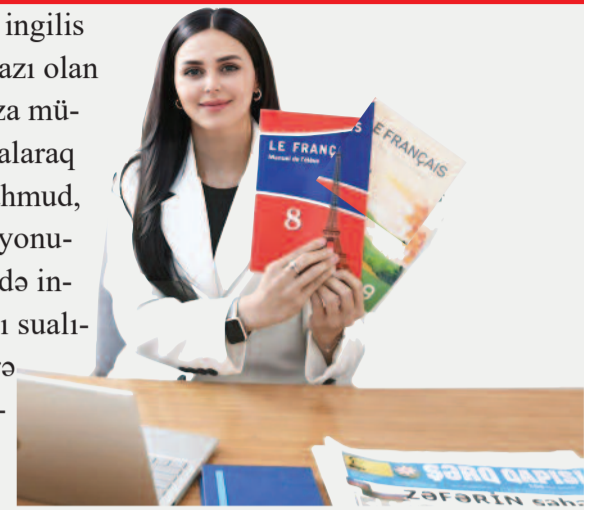 ingilis
azı olan
za mü-
alaraq
hmud,
yonu-
də in-
ı sualı-
ə
-
LE FRANÇ
Manuel de l'élève
8
S
E FRANÇAIS
9
ŞƏRQ QAPISI
ZƏFƏRİN səhə